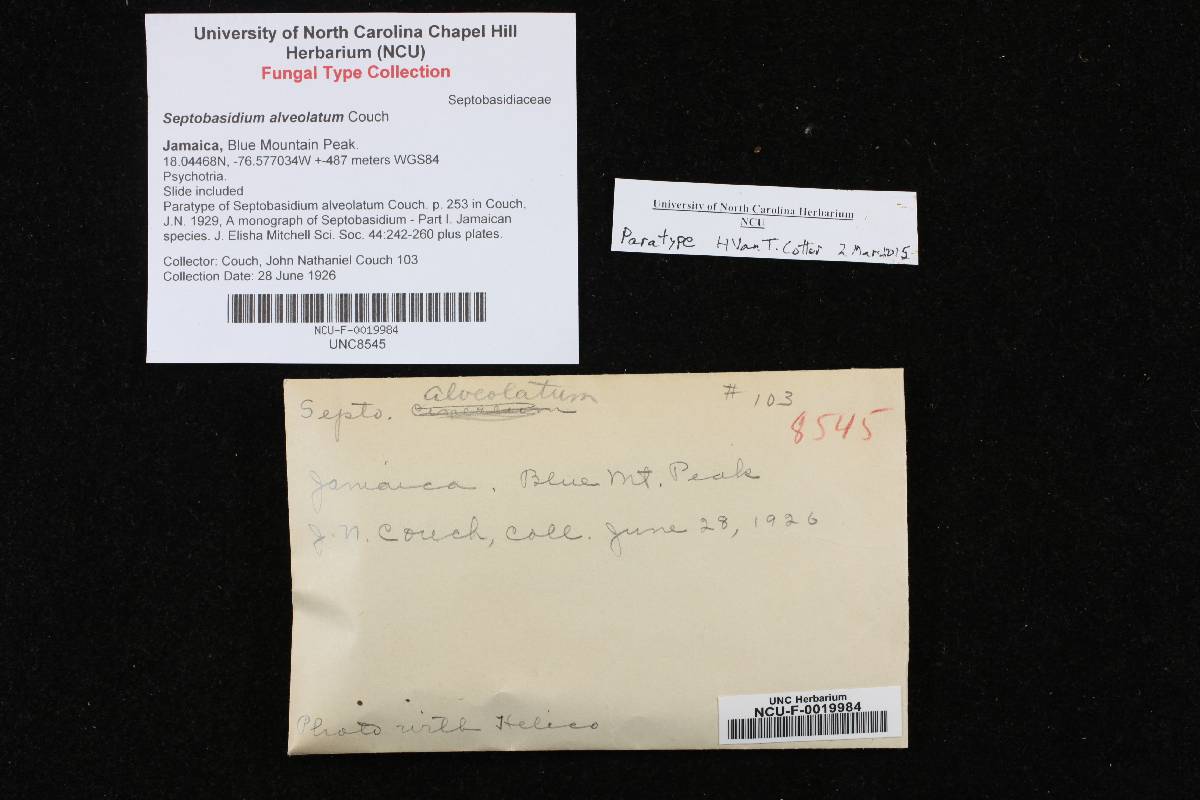 University of North Carolina Chapel Hill
Herbarium (NCU)
Fungal Type Collection
Septobasidiaceae
Septobasidium alveolatum Couch
Jamaica, Blue Mountain Peak.
18.04468N, -76.577034W +-487 meters WGS84
Psychotria.
Slide included
Paratype of Septobasidium alveolatum Couch. p. 253 in Couch,
J.N. 1929, A monograph of Septobasidium - Part I. Jamaican
species. J. Elisha Mitchell Sci. Soc. 44:242-260 plus plates.
Collector: Couch, John Nathaniel Couch 103
Collection Date: 28 June 1926
NCU-F-0019984
UNC8545
University of North Carolina Herbarium
NCU
Paratype H Van T. Cotter 2 Mar 2015
alveolatum
Septo. # 103
8545
Jamaica, Blue Mt. Peak
J. N. Couch, Coll. June 28, 1926
Photo with Helico
UNC Herbarium
NCU-F-0019984